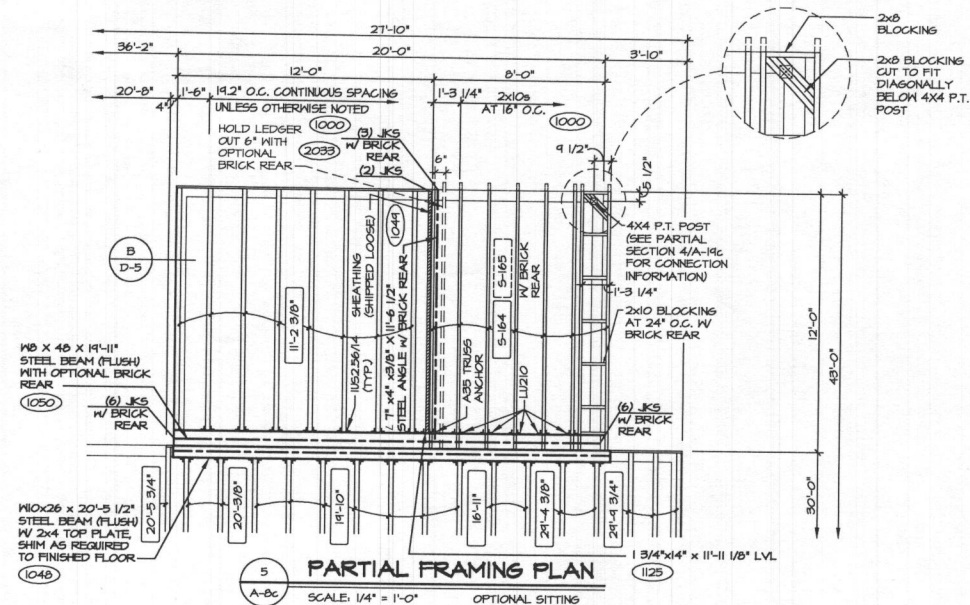 27'-10"
36'-2"
20'-0"
3'-10"
12'-0"
8'-0"
20'-8"
4"
1'-6"
19.2" O.C. CONTINUOUS SPACING
UNLESS OTHERWISE NOTED
1000
1'-3 1/4"
2x10s
AT 16" O.C.
1000
HOLD LEDGER
OUT 6" WITH
OPTIONAL
BRICK REAR
2033
(3) JKS
W/ BRICK
REAR
(2) JKS
6"
9 1/2"
5 1/2"
2x8
BLOCKING
2x8 BLOCKING
CUT TO FIT
DIAGONALLY
BELOW 4X4 P.T.
POST
B
D-5
11'-2 3/8"
IUS2.56/14
(TYP.)
SHEATHING
(SHIPPED LOOSE)
L 7" x4" x3/8" x 11'-6 1/2"
STEEL ANGLE W/ BRICK REAR
1049
A35 TRUSS
ANCHOR
S-164
S-165
W/ BRICK
REAR
LU210
4X4 P.T. POST
(SEE PARTIAL
SECTION 4/A-19c
FOR CONNECTION
INFORMATION)
1'-3 1/4"
2x10 BLOCKING
AT 24" O.C. W/
BRICK REAR
12'-0"
43'-0"
30'-0"
W8 X 48 X 19'-11"
STEEL BEAM (FLUSH)
WITH OPTIONAL BRICK
REAR
1050
(6) JKS
W/ BRICK
REAR
(6) JKS
W/ BRICK
REAR
W10x26 x 20'-5 1/2"
STEEL BEAM (FLUSH)
W/ 2x4 TOP PLATE,
SHIM AS REQUIRED
TO FINISHED FLOOR
1048
20'-5 3/4"
20'-3/8"
19'-10"
16'-11"
29'-4 3/8"
29'-9 3/4"
1 3/4"x14" x 11'-11 1/8" LVL
1125
5
A-8c
PARTIAL FRAMING PLAN
SCALE: 1/4" = 1'-0"
OPTIONAL SITTING